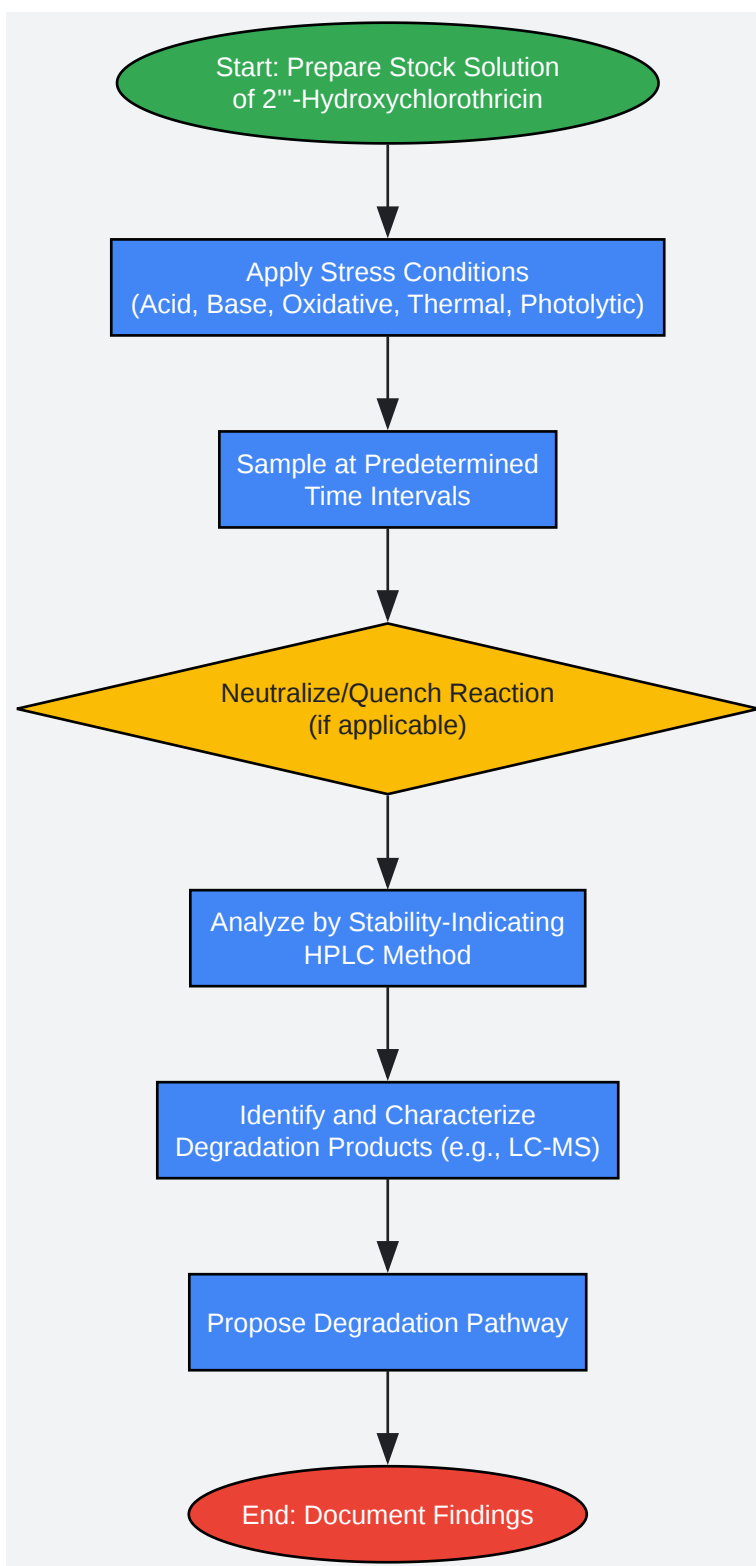 Start: Prepare Stock Solution
of 2'''-Hydroxychlorothricin
Apply Stress Conditions
(Acid, Base, Oxidative, Thermal, Photolytic)
Sample at Predetermined
Time Intervals
Neutralize/Quench Reaction
(if applicable)
Analyze by Stability-Indicating
HPLC Method
Identify and Characterize
Degradation Products (e.g., LC-MS)
Propose Degradation Pathway
End: Document Findings